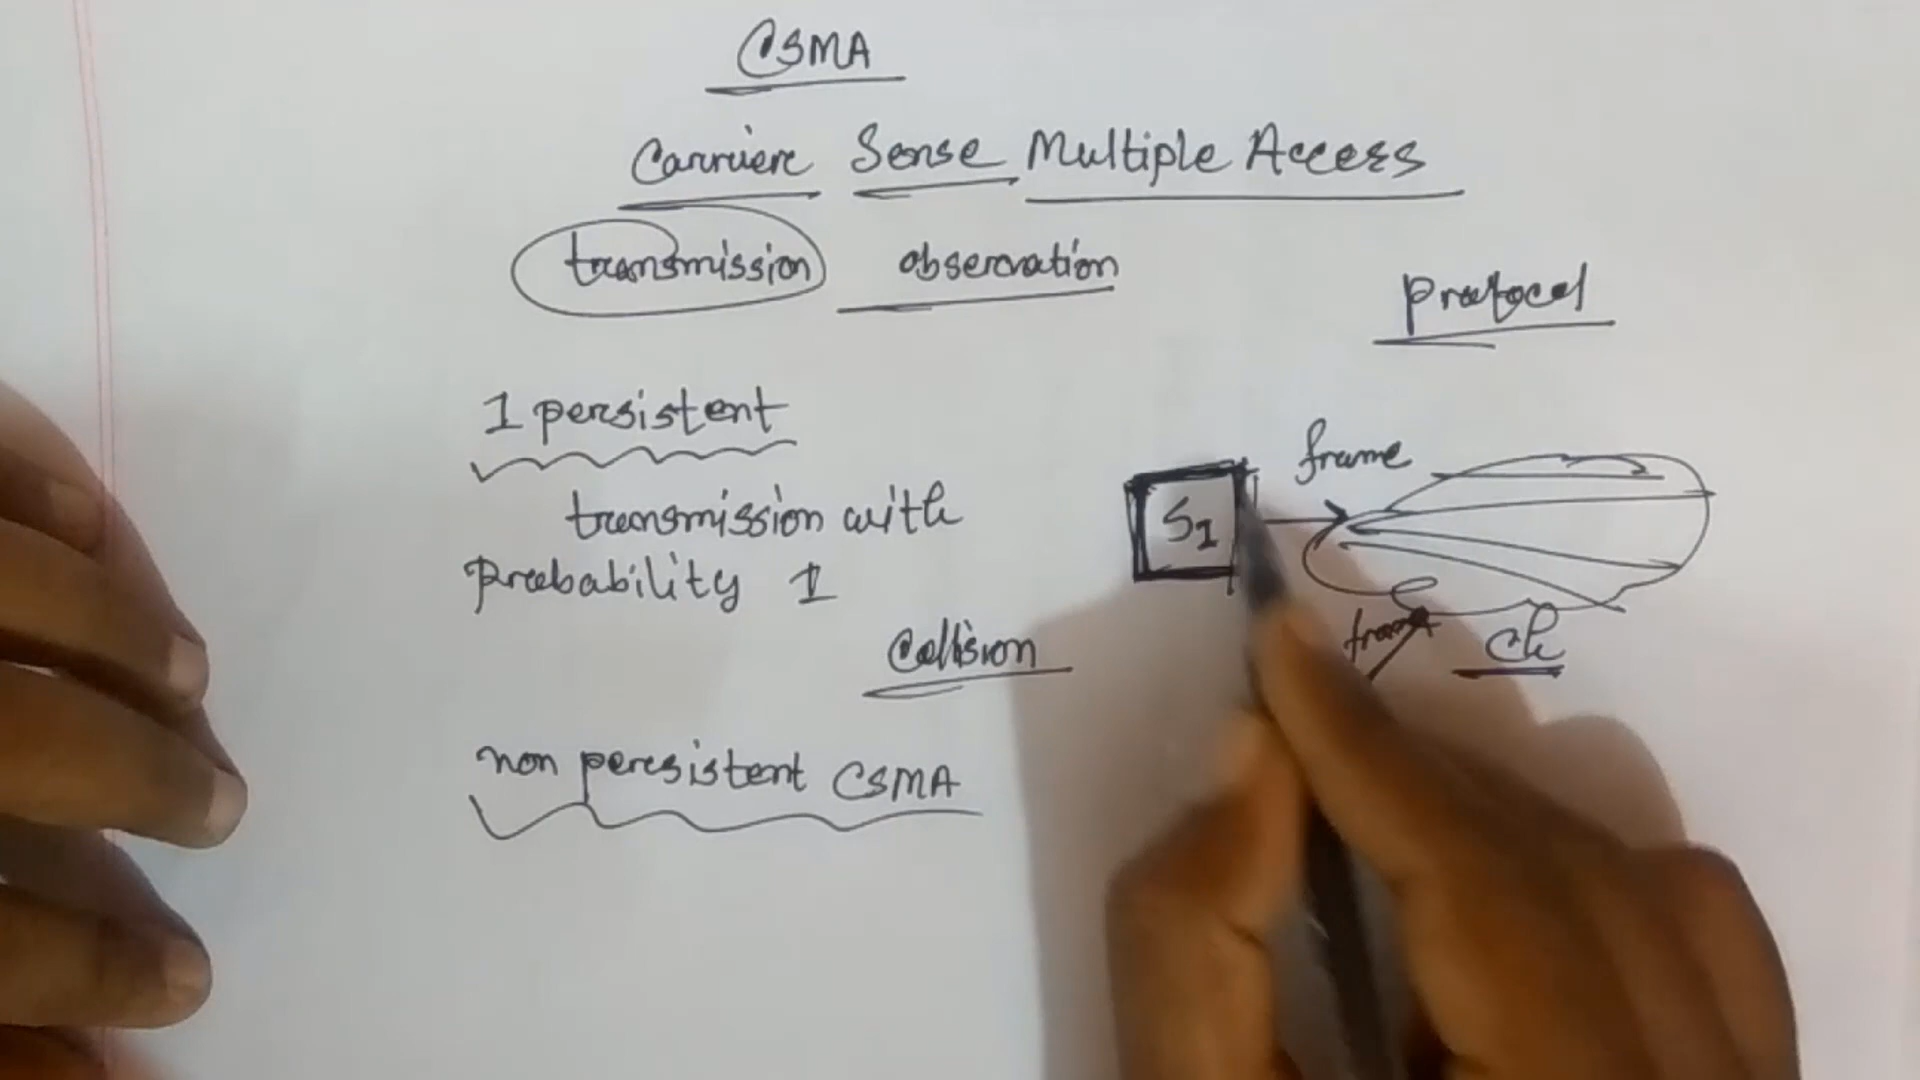 CSMA
Carrier Sense Multiple Access
transmission observation
Protocol
1 persistent
frame
S1
transmission with
Probability 1
frame
ch
Collision
non persistent CSMA